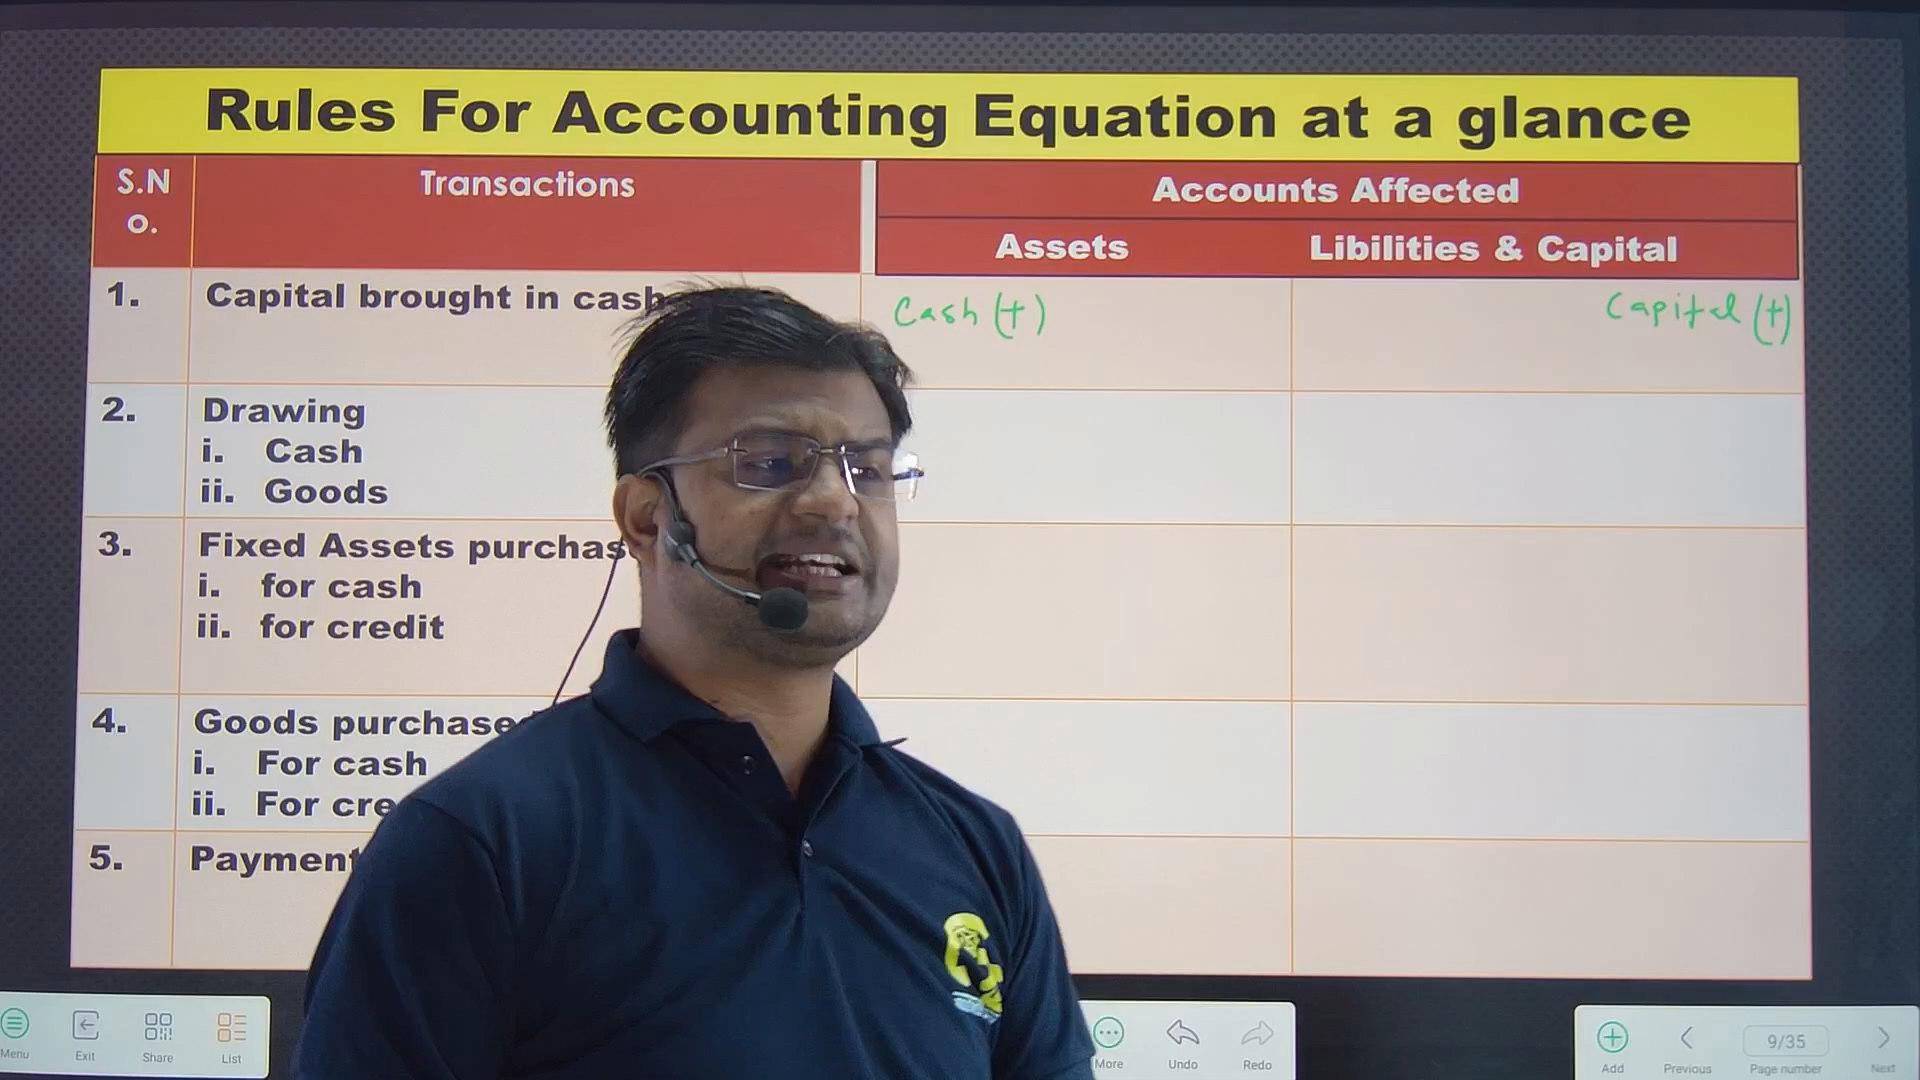 Rules For Accounting Equation at a glance
S.N
o.
Transactions
Accounts Affected
Assets
Libilities & Capital
1.
Capital brought in cash
Cash (+)
Capital (+)
2.
Drawing
i. Cash
ii. Goods
3.
Fixed Assets purchas
i. for cash
ii. for credit
4.
Goods purchase
i. For cash
ii. For cre
5.
Payment
Menu
Exit
Share
List
More
Undo
Redo
Add
Previous
9/35
Page number
Next